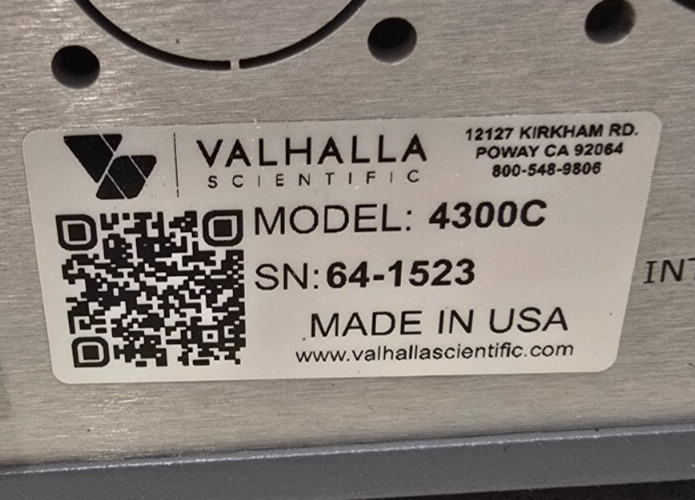 VALHALLA
SCIENTIFIC
12127 KIRKHAM RD.
POWAY CA 92064
800-548-9806
MODEL: 4300C
SN: 64-1523
MADE IN USA
www.valhallascientific.com